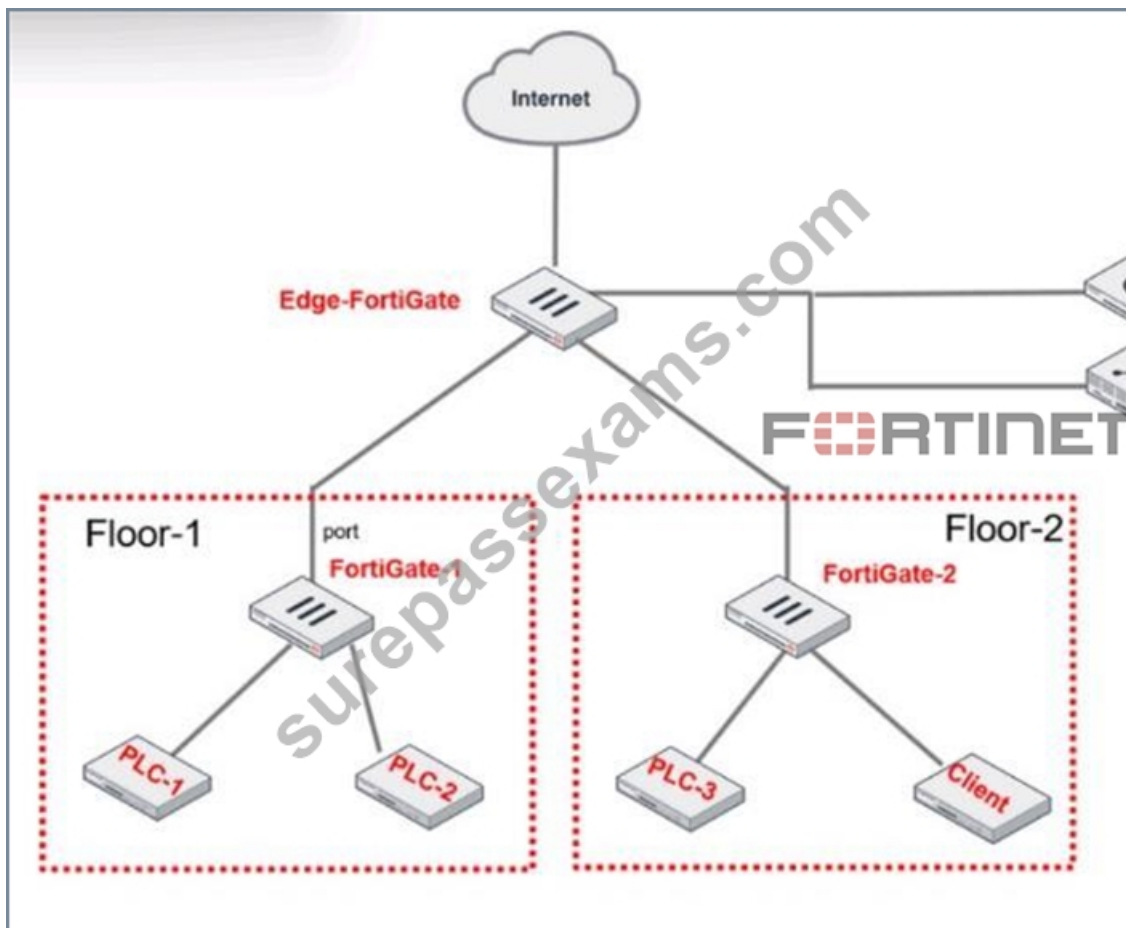 Internet
Edge-FortiGate
surepassexams.com
FORTINET
Floor-1
port
FortiGate-1
Floor-2
FortiGate-2
PLC-1
PLC-2
PLC-3
Client